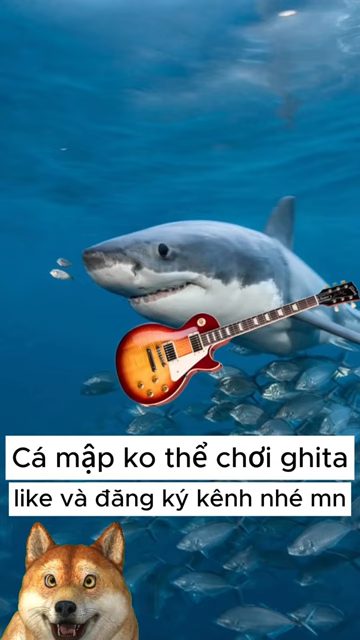 Cá mập ko thể chơi ghita
like và đăng ký kênh nhé mn